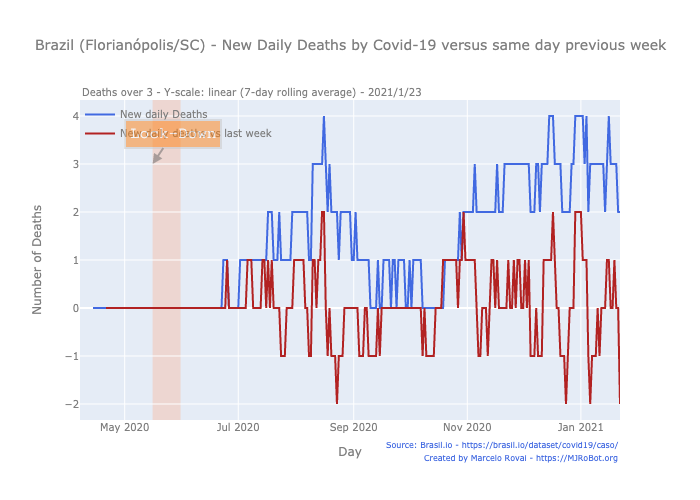 Brazil (Florianópolis/SC) - New Daily Deaths by Covid-19 versus same day previous week
Deaths over 3 - Y-scale: linear (7-day rolling average) - 2021/1/23
New daily Deaths
New daily deaths vs last week
Lock-Down
Number of Deaths
4
3
2
1
0
−1
−2
May 2020
Jul 2020
Sep 2020
Nov 2020
Jan 2021
Day
Source: Brasil.io - https://brasil.io/dataset/covid19/caso/
Created by Marcelo Rovai - https://MJRoBot.org